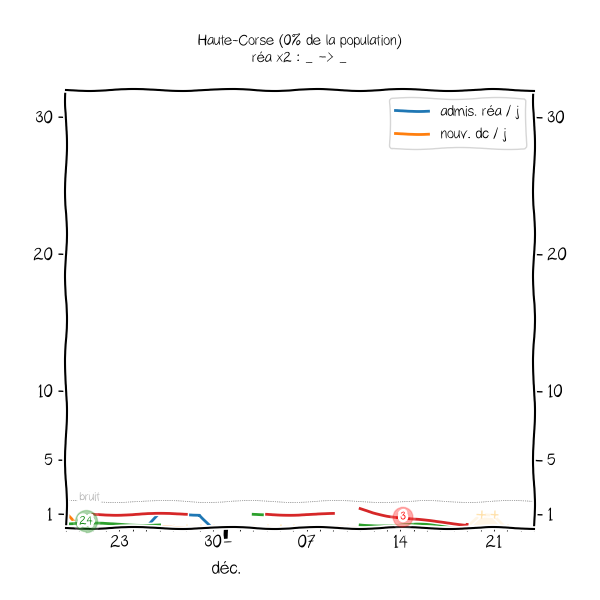 Haute-Corse (0% de la population)
réa x2 : _ -> _
admis. réa / j
nouv. dc / j
30 30
20 20
10 10
5 5
... bruit
1 1
24
3
23 30 07 14 21
déc.